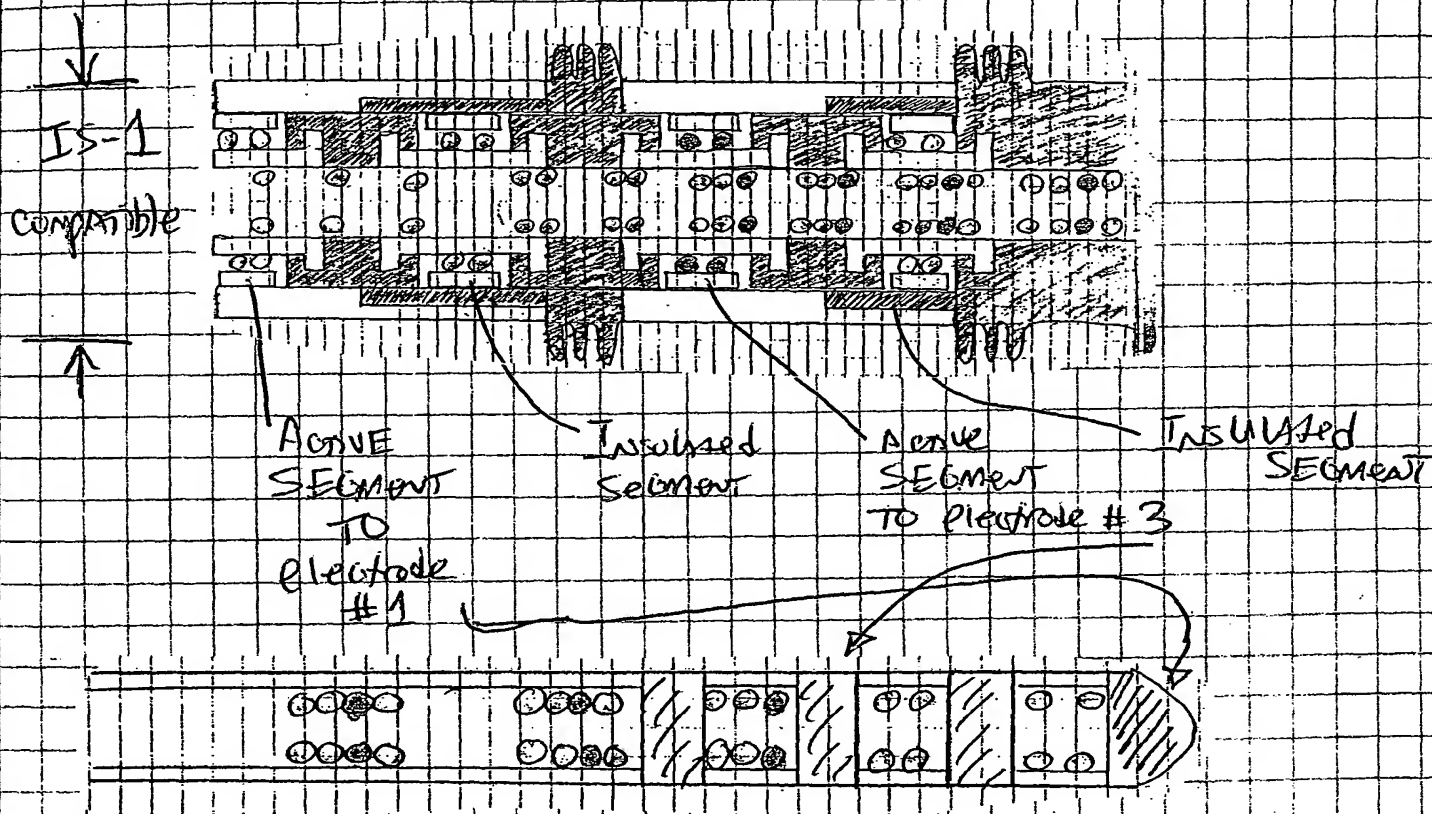 IS-1
COMPATIBLE
ACTIVE
SEGMENT
TO
electrode
#1
INSULATED
SEGMENT
ACTIVE
SEGMENT
TO electrode #3
INSULATED
SEGMENT